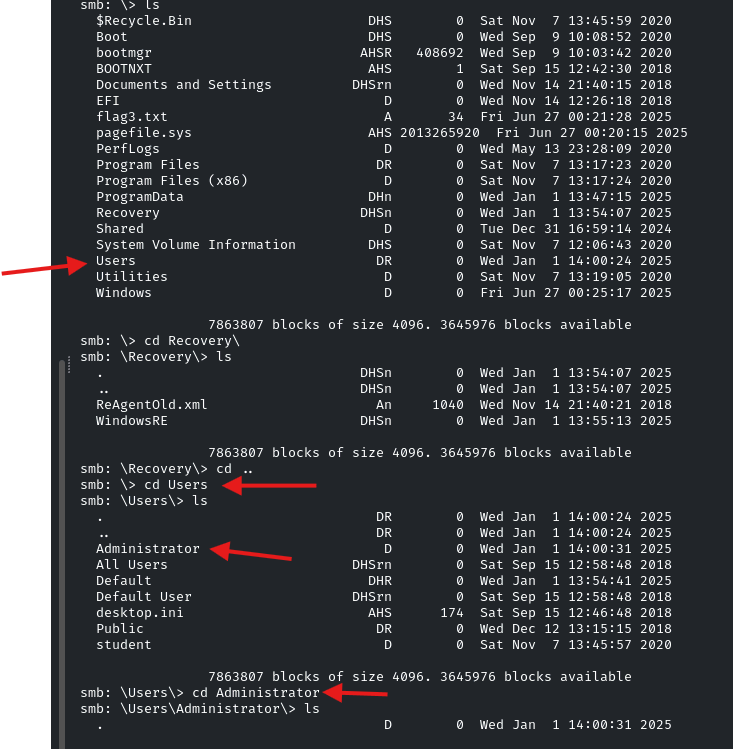 smb: \> ls
  $Recycle.Bin                      DHS        0  Sat Nov  7 13:45:59 2020
  Boot                              DHS        0  Wed Sep  9 10:08:52 2020
  bootmgr                          AHSR   408692  Wed Sep  9 10:03:42 2020
  BOOTNXT                           AHS        1  Sat Sep 15 12:42:30 2018
  Documents and Settings          DHSrn        0  Wed Nov 14 21:40:15 2018
  EFI                                 D        0  Wed Nov 14 12:26:18 2018
  flag3.txt                           A       34  Fri Jun 27 00:21:28 2025
  pagefile.sys                      AHS 2013265920  Fri Jun 27 00:20:15 2025
  PerfLogs                            D        0  Wed May 13 23:28:09 2020
  Program Files                      DR        0  Sat Nov  7 13:17:23 2020
  Program Files (x86)                 D        0  Sat Nov  7 13:17:24 2020
  ProgramData                       DHn        0  Wed Jan  1 13:47:15 2025
  Recovery                         DHSn        0  Wed Jan  1 13:54:07 2025
  Shared                              D        0  Tue Dec 31 16:59:14 2024
  System Volume Information         DHS        0  Sat Nov  7 12:06:43 2020
  Users                              DR        0  Wed Jan  1 14:00:24 2025
  Utilities                           D        0  Sat Nov  7 13:19:05 2020
  Windows                             D        0  Fri Jun 27 00:25:17 2025
                7863807 blocks of size 4096. 3645976 blocks available
smb: \> cd Recovery\
smb: \Recovery\> ls
  .                                DHSn        0  Wed Jan  1 13:54:07 2025
  ..                               DHSn        0  Wed Jan  1 13:54:07 2025
  ReAgentOld.xml                     An     1040  Wed Nov 14 21:40:21 2018
  WindowsRE                        DHSn        0  Wed Jan  1 13:55:13 2025
                7863807 blocks of size 4096. 3645976 blocks available
smb: \Recovery\> cd ..
smb: \> cd Users
smb: \Users\> ls
  .                                  DR        0  Wed Jan  1 14:00:24 2025
  ..                                 DR        0  Wed Jan  1 14:00:24 2025
  Administrator                       D        0  Wed Jan  1 14:00:31 2025
  All Users                       DHSrn        0  Sat Sep 15 12:58:48 2018
  Default                           DHR        0  Wed Jan  1 13:54:41 2025
  Default User                    DHSrn        0  Sat Sep 15 12:58:48 2018
  desktop.ini                       AHS      174  Sat Sep 15 12:46:48 2018
  Public                             DR        0  Wed Dec 12 13:15:15 2018
  student                             D        0  Sat Nov  7 13:45:57 2020
                7863807 blocks of size 4096. 3645976 blocks available
smb: \Users\> cd Administrator
smb: \Users\Administrator\> ls
  .                                   D        0  Wed Jan  1 14:00:31 2025